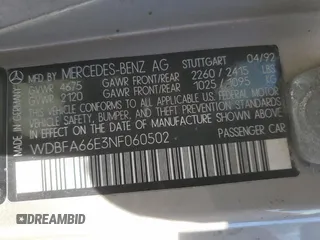 MFD BY MERCEDES-BENZ AG STUTTGART 04/92
GVWR 4675 GAWR FRONT/REAR 2260/2415 LBS
GVWR 2120 GAWR FRONT/REAR 1025/1095 KG
THIS VEHICLE CONFORMS TO ALL APPLICABLE U.S. FEDERAL MOTOR
VEHICLE SAFETY, BUMPER, AND THEFT PREVENTION STANDARDS
IN EFFECT ON THE DATE OF MANUFACTURE SHOWN ABOVE.
WDBFA66E3NF060502 PASSENGER CAR
MADE IN GERMANY
BIDMID